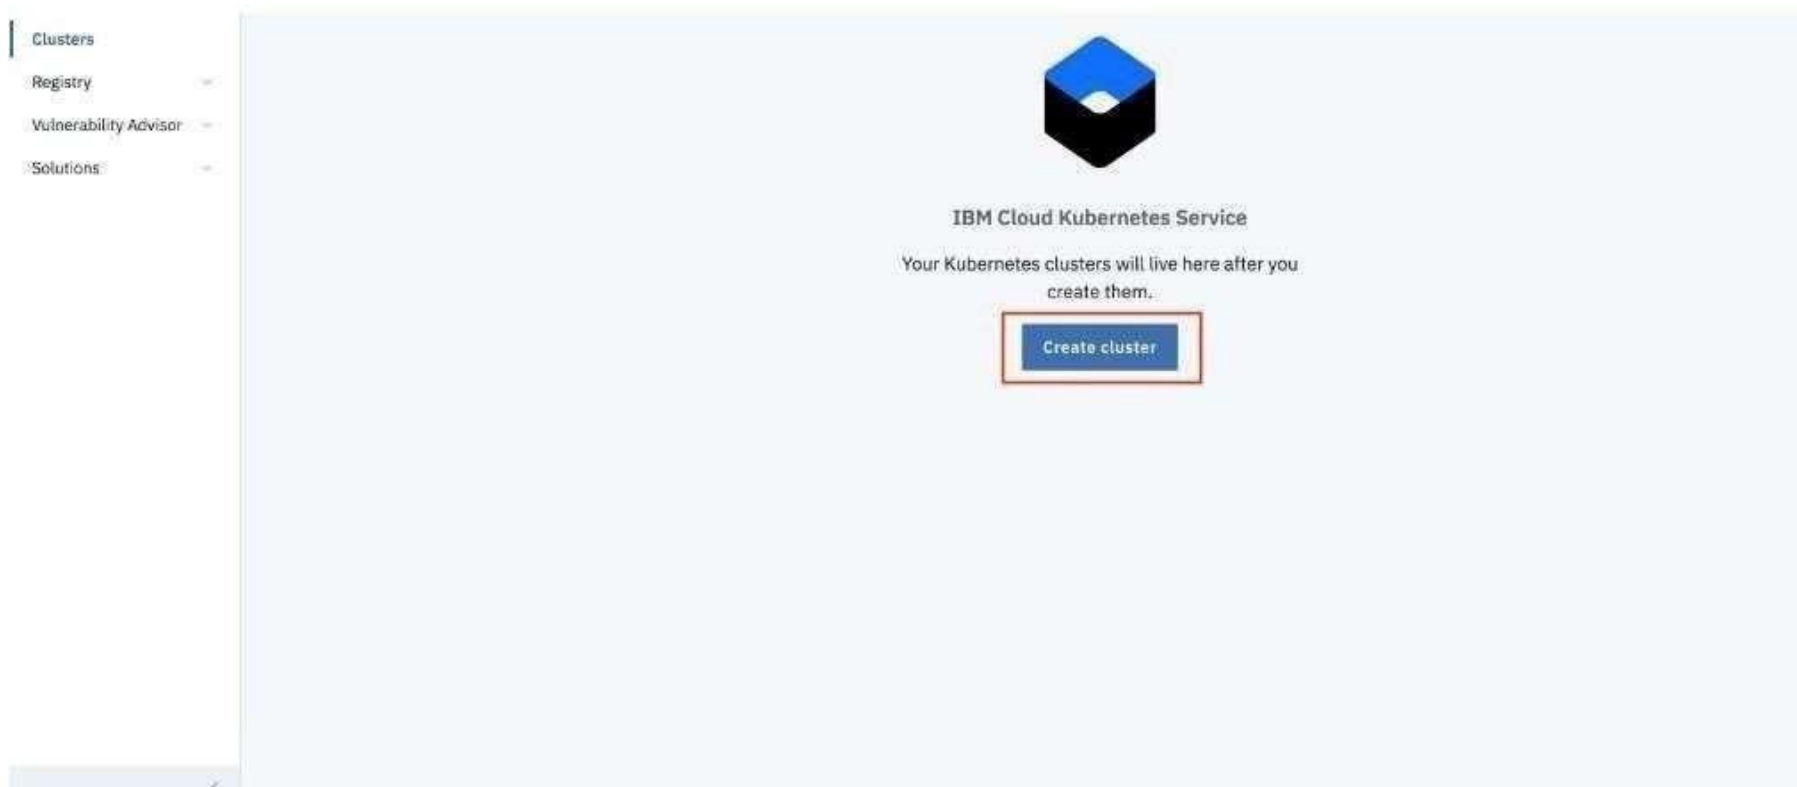 Clusters
Registry
Vulnerability Advisor
Solutions
IBM Cloud Kubernetes Service
Your Kubernetes clusters will live here after you
create them.
Create cluster